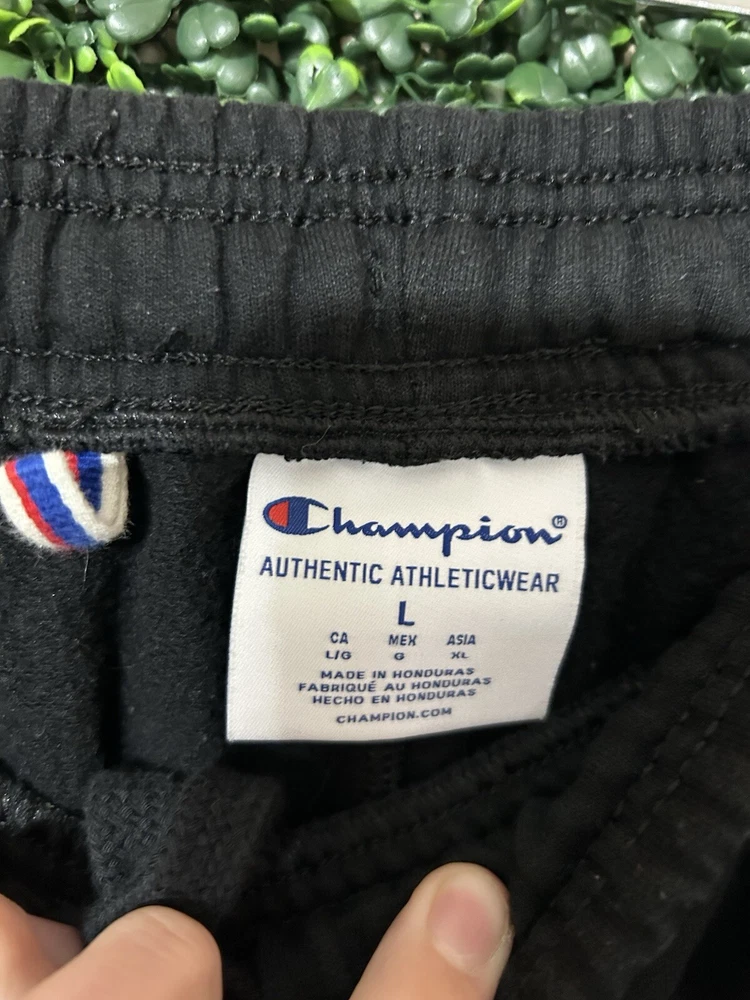 Champion®
AUTHENTIC ATHLETICWEAR
L
CA MEX ASIA
L/G G XL
MADE IN HONDURAS
FABRIQUÉ AU HONDURAS
HECHO EN HONDURAS
CHAMPION.COM